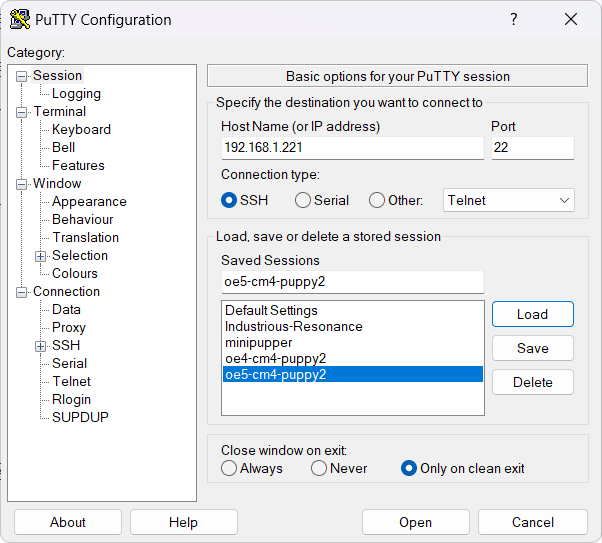 PuTTY Configuration
?
Category:
Session
Logging
Terminal
Keyboard
Bell
Features
Window
Appearance
Behaviour
Translation
Selection
Colours
Connection
Data
Proxy
SSH
Serial
Telnet
Rlogin
SUPDUP
Basic options for your PuTTY session
Specify the destination you want to connect to
Host Name (or IP address) Port
192.168.1.221 22
Connection type:
SSH Serial Other: Telnet
Load, save or delete a stored session
Saved Sessions
oe5-cm4-puppy2
Default Settings
Industrious-Resonance
minipupper
oe4-cm4-puppy2
oe5-cm4-puppy2
Load
Save
Delete
Close window on exit:
Always Never Only on clean exit
About Help Open Cancel